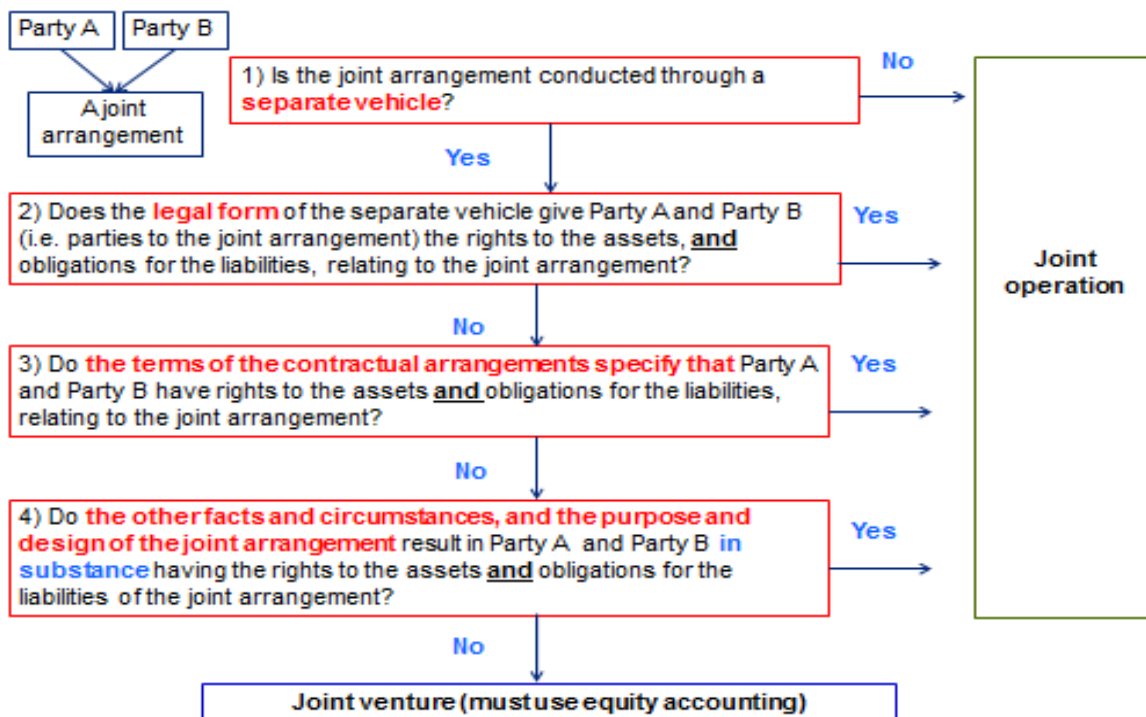 Party A
Party B
A joint
arrangement
1) Is the joint arrangement conducted through a
separate vehicle?
No
Yes
2) Does the legal form of the separate vehicle give Party A and Party B
(i.e. parties to the joint arrangement) the rights to the assets, and
obligations for the liabilities, relating to the joint arrangement?
Yes
No
3) Do the terms of the contractual arrangements specify that Party A
and Party B have rights to the assets and obligations for the liabilities,
relating to the joint arrangement?
Yes
No
4) Do the other facts and circumstances, and the purpose and
design of the joint arrangement result in Party A and Party B in
substance having the rights to the assets and obligations for the
liabilities of the joint arrangement?
Yes
No
Joint
operation
Joint venture (must use equity accounting)